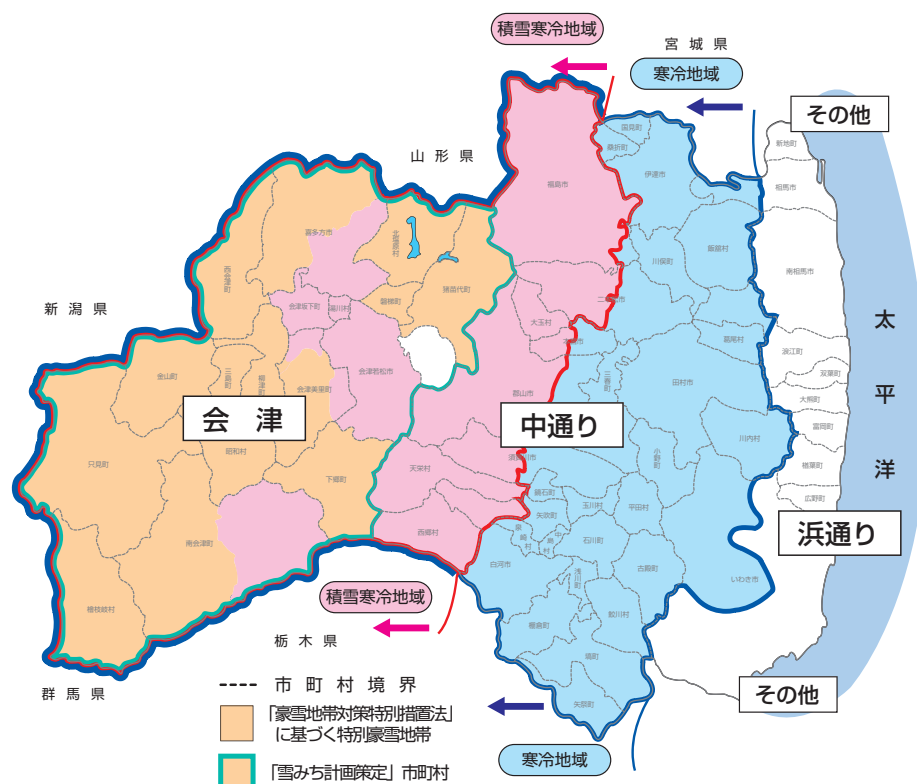 積雪寒冷地域
宮城県
寒冷地域
その他
山形県
新潟県
国見町
桑折町
伊達市
新地町
相馬市
福島市
飯舘村
川俣町
南相馬市
喜多方市
北塩原村
西会津町
猪苗代町
磐梯町
会津坂下町
湯川村
大玉村
二本松市
本宮市
葛尾村
浪江町
双葉町
大熊町
富岡町
楢葉町
広野町
太平洋
金山町
三島町
柳津町
会津美里町
会津若松市
郡山市
三春町
田村市
川内村
会津
中通り
浜通り
只見町
昭和村
下郷町
天栄村
須賀川市
小野町
鏡石町
矢吹町
玉川村
平田村
西郷村
泉崎村
中島村
石川町
白河市
浅川町
古殿町
いわき市
南会津町
檜枝岐村
棚倉町
鮫川村
塙町
矢祭町
積雪寒冷地域
栃木県
群馬県
その他
寒冷地域
市町村境界
「豪雪地帯対策特別措置法」
に基づく特別豪雪地帯
「雪みち計画策定」市町村